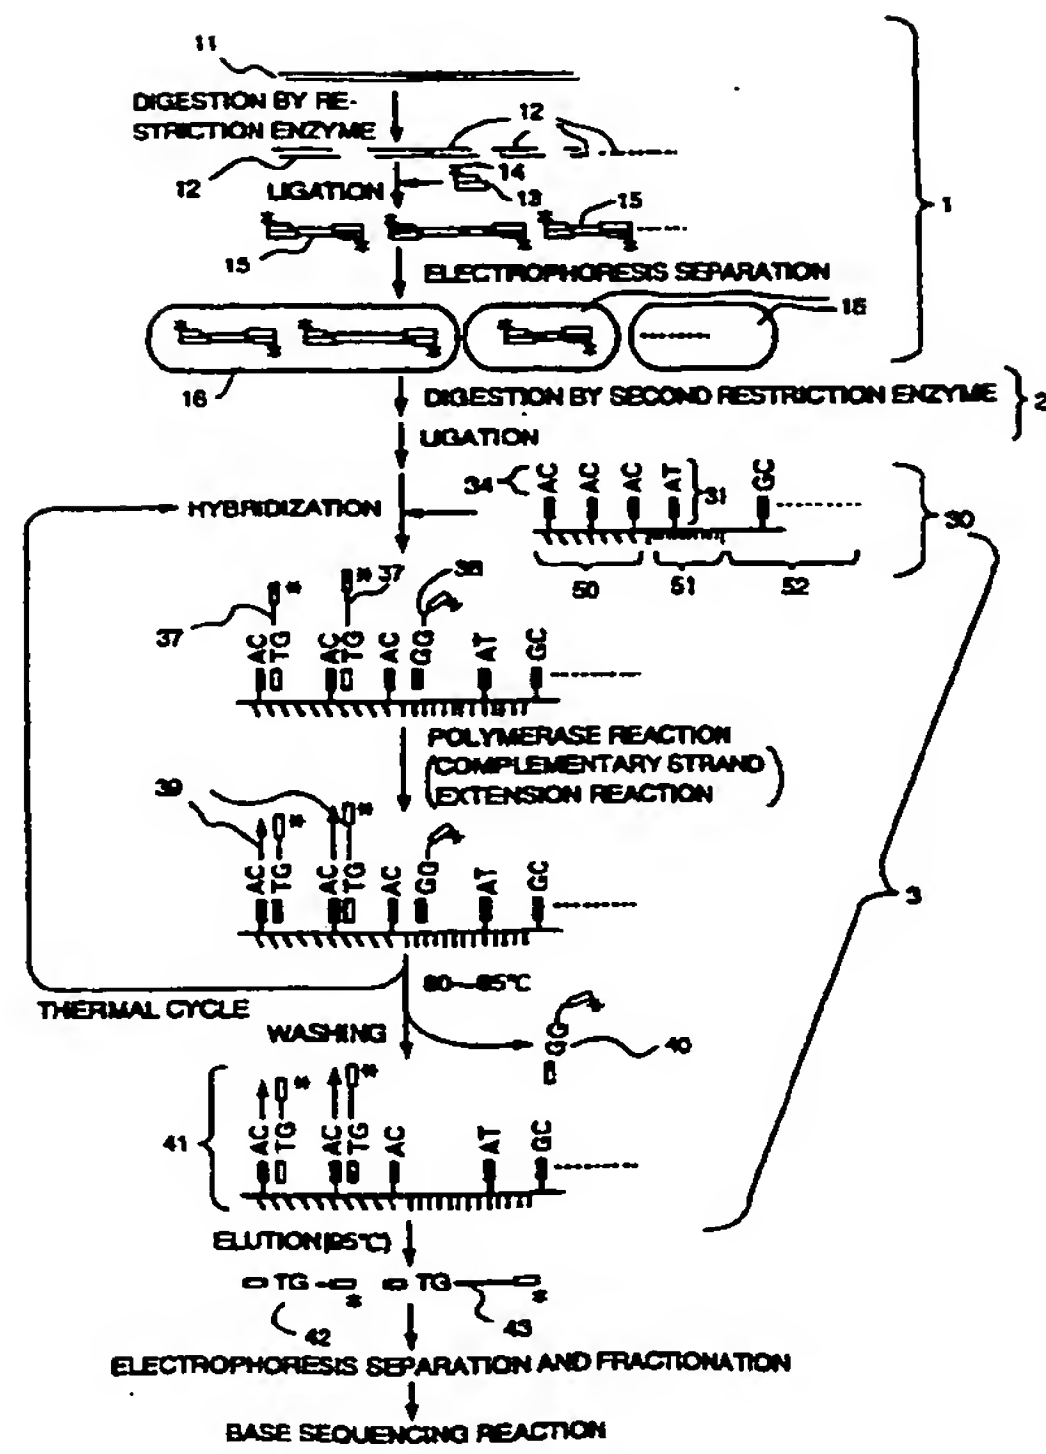 11
DIGESTION BY RE-
STRICTION ENZYME
12
12
14
*
13
LIGATION
15
* * * * * *
15
ELECTROPHORESIS SEPARATION
1
* * * * * *
16
16
DIGESTION BY SECOND RESTRICTION ENZYME
2
LIGATION
34 AC AC AC AT 31 GC
HYBRIDIZATION
30
50 51 52
* 37 38
37 *
AC TG AC TG AC GG AT GC
POLYMERASE REACTION
(COMPLEMENTARY STRAND
EXTENSION REACTION)
39 * *
AC TG AC TG AC GG AT GC
3
THERMAL CYCLE
WASHING
GG 40
41 * *
AC TG AC TG AC AT GC
ELUTION (95°C)
TG * TG *
42 43
ELECTROPHORESIS SEPARATION AND FRACTIONATION
BASE SEQUENCING REACTION